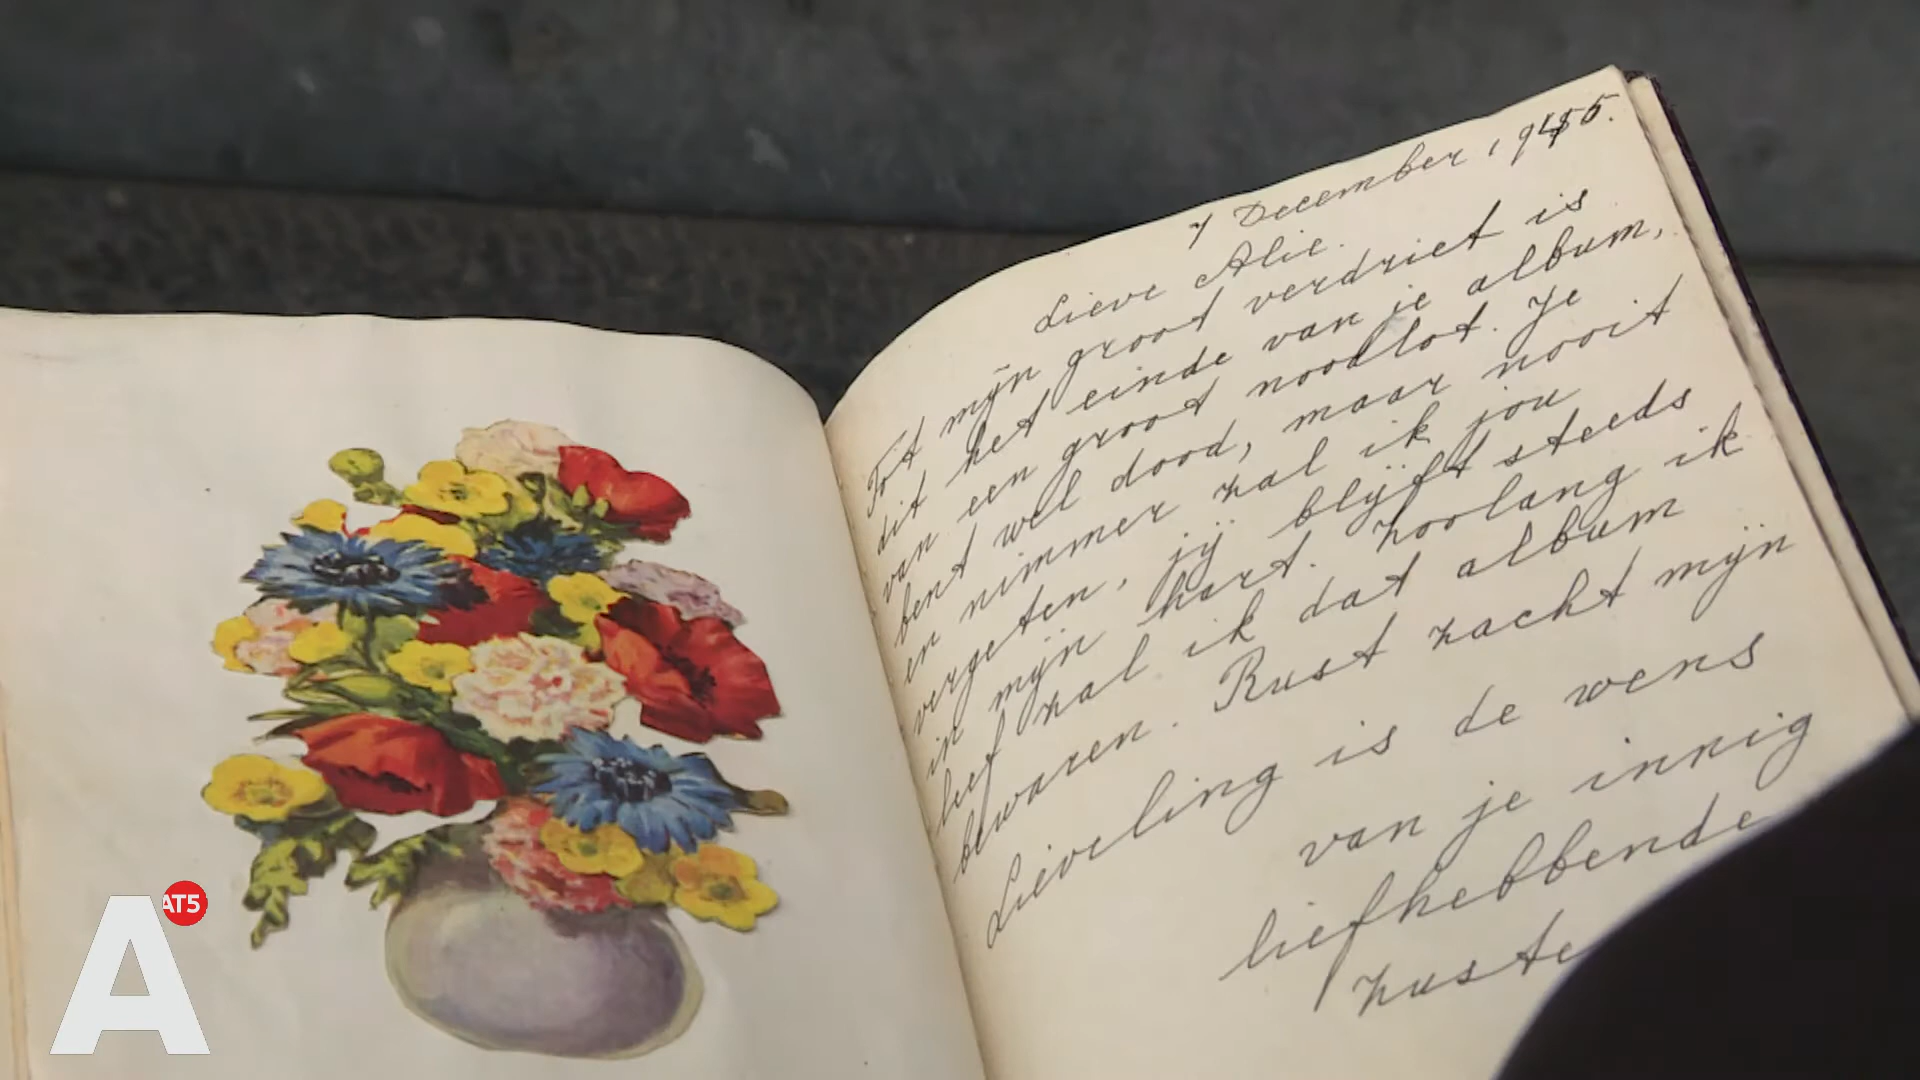 7 December, 1945.
Lieve Alie.
Tot mijn groot verdriet is
dit het einde van je album,
van een groot noodlot. Je
bent wel dood, maar nooit
en nimmer zal ik jou
vergeten, jij blijft steeds
in mijn hart. Zoolang ik
leef zal ik dat album
bewaren. Rust zacht mijn
Lieveling is de wens
van je innig
liefhebbende
zuste
A
AT5